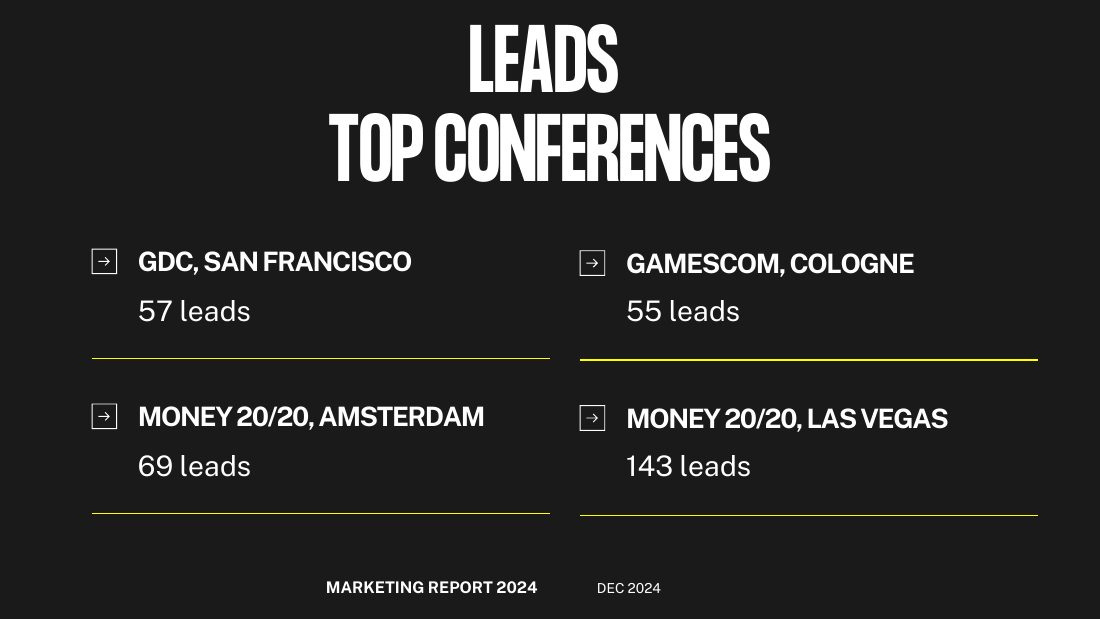 LEADS
TOP CONFERENCES
GDC, SAN FRANCISCO
57 leads
GAMESCOM, COLOGNE
55 leads
MONEY 20/20, AMSTERDAM
69 leads
MONEY 20/20, LAS VEGAS
143 leads
MARKETING REPORT 2024
DEC 2024